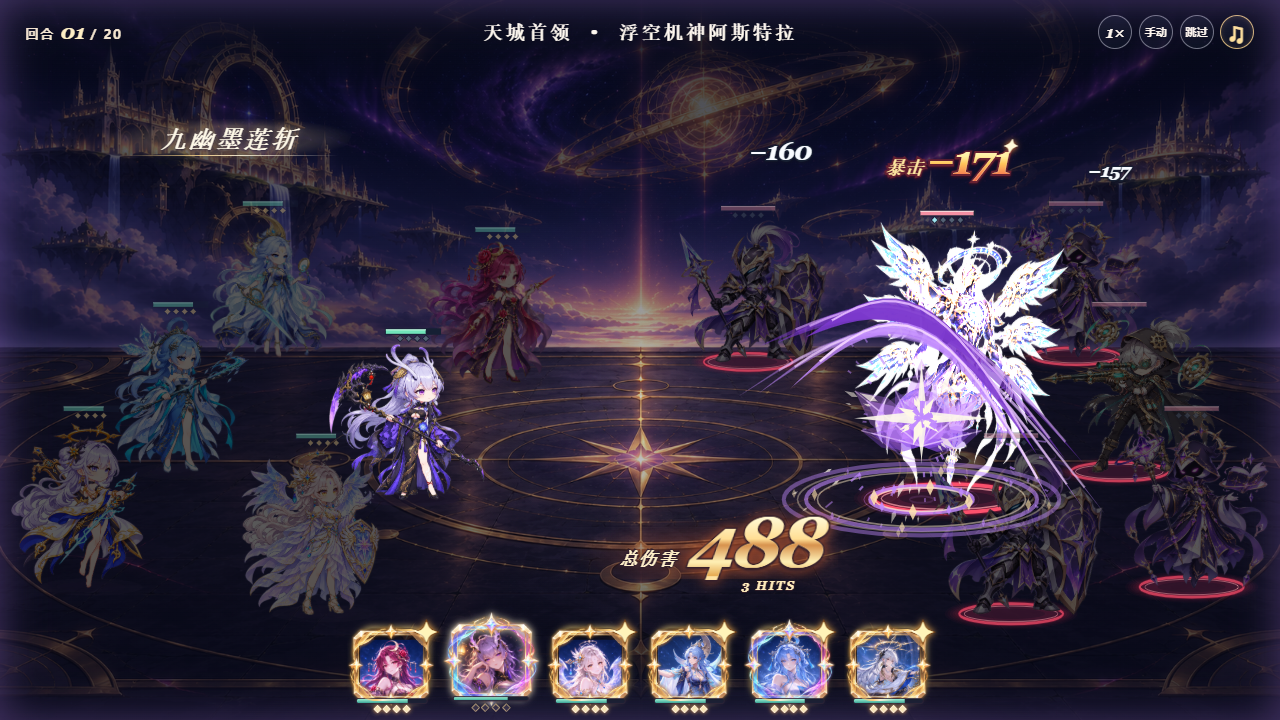 回合 01 / 20
天城首领 · 浮空机神阿斯特拉
1×
手动
跳过
九幽墨莲斩
−160
暴击 −171
−157
总伤害 488
3 HITS